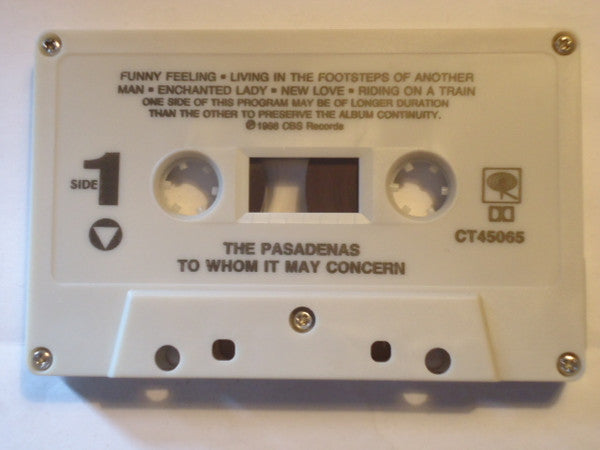 FUNNY FEELING • LIVING IN THE FOOTSTEPS OF ANOTHER
MAN • ENCHANTED LADY • NEW LOVE • RIDING ON A TRAIN
ONE SIDE OF THIS PROGRAM MAY BE OF LONGER DURATION
THAN THE OTHER TO PRESERVE THE ALBUM CONTINUITY.
℗1988 CBS Records
SIDE 1
CT45065
THE PASADENAS
TO WHOM IT MAY CONCERN